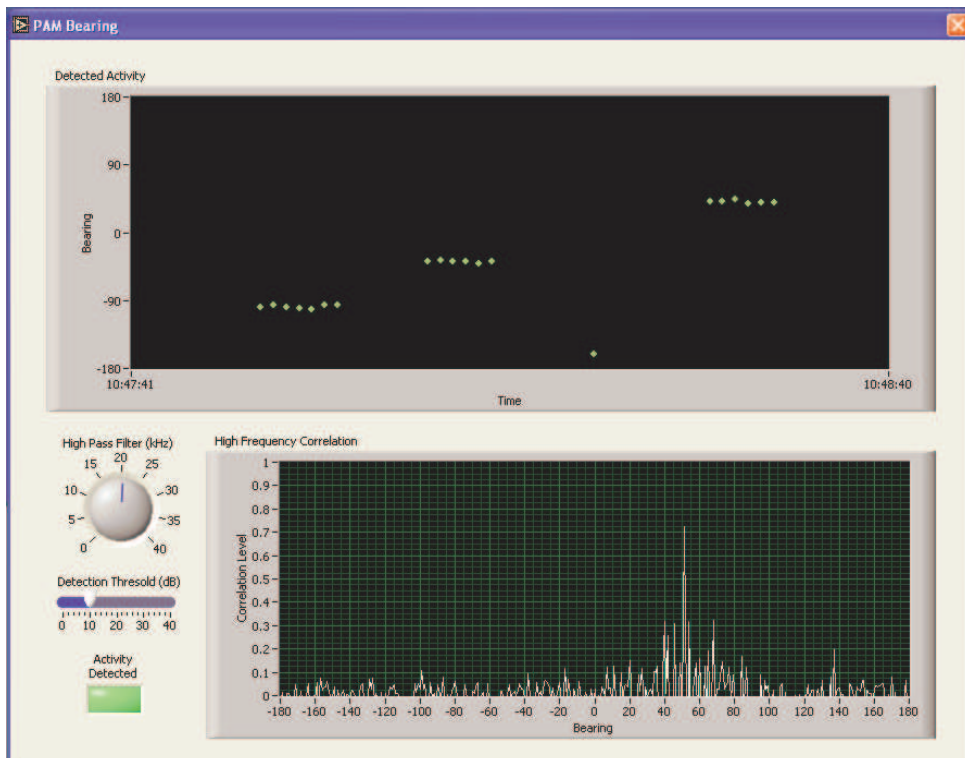 PAM Bearing
Detected Activity
180
90
0
-90
-180
Bearing
10:47:41
10:48:40
Time
High Pass Filter (kHz)
0
5
10
15
20
25
30
35
40
Detection Thresold (dB)
0 10 20 30 40
Activity
Detected
High Frequency Correlation
1
0.9
0.8
0.7
0.6
0.5
0.4
0.3
0.2
0.1
0
Correlation Level
-180 -160 -140 -120 -100 -80 -60 -40 -20 0 20 40 60 80 100 120 140 160 180
Bearing